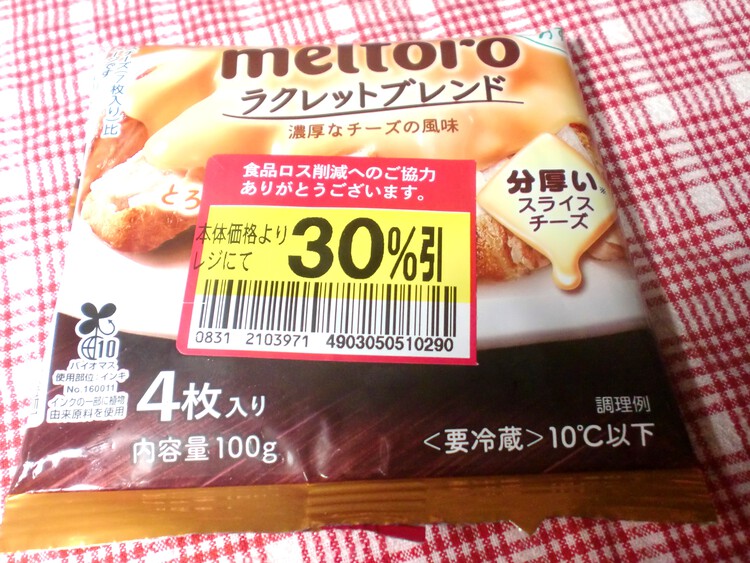 meltoro
ラクレットブレンド
濃厚なチーズの風味
枚入り)比
分厚い※
スライス
チーズ
とろ
食品ロス削減へのご協力
ありがとうございます。
本体価格より
レジにて
30%引
0831 2103971 4903050510290
10
バイオマス
使用部位:インキ
No.160011
インクの一部に植物
由来原料を使用
4枚入り
内容量100g
調理例
<要冷蔵>10℃以下